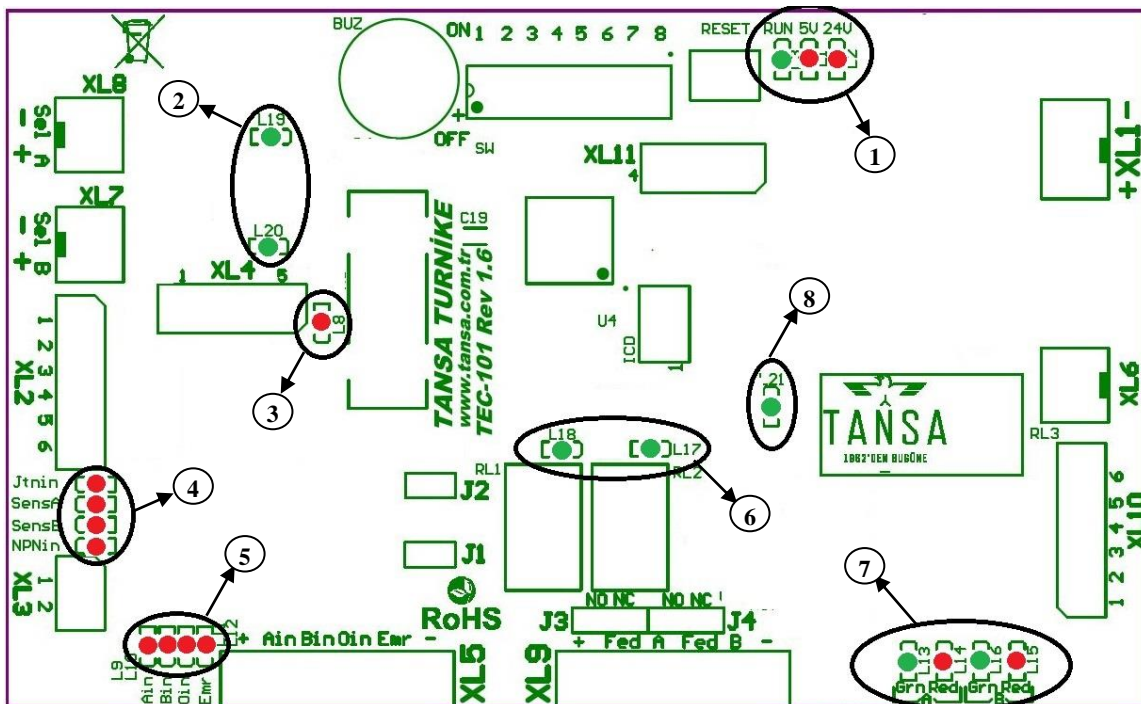 BUZ
ON 1 2 3 4 5 6 7 8
RESET
RUN 5V 24V
L2
1
XL8
- Sel A +
2
L19
+
OFF
SW
XL11
4
XL1
- +
XL7
- Sel B +
L20
C19
XL4
1 5
L8
3
TANSA TURNİKE
www.tansa.com.tr
TEC-101 Rev 1.6
U4
ICD
1
8
TANSA
RL3
XL6
XL2
1
2
3
4
5
6
L18
L17
RL1
RL2
6
Jtnin
SensA
SensB
NPNin
4
J2
J1
XL10
6
5
4
3
2
1
XL3
1
2
5
RoHS
NO NC NO NC
J3
J4
+ Fed A Fed B -
XL9
+ Ain Bin Oin Emr -
XL5
L9
Ain Bin Oin Emr
7
L13 L14 L16 L15
Grn Red Grn Red
A B